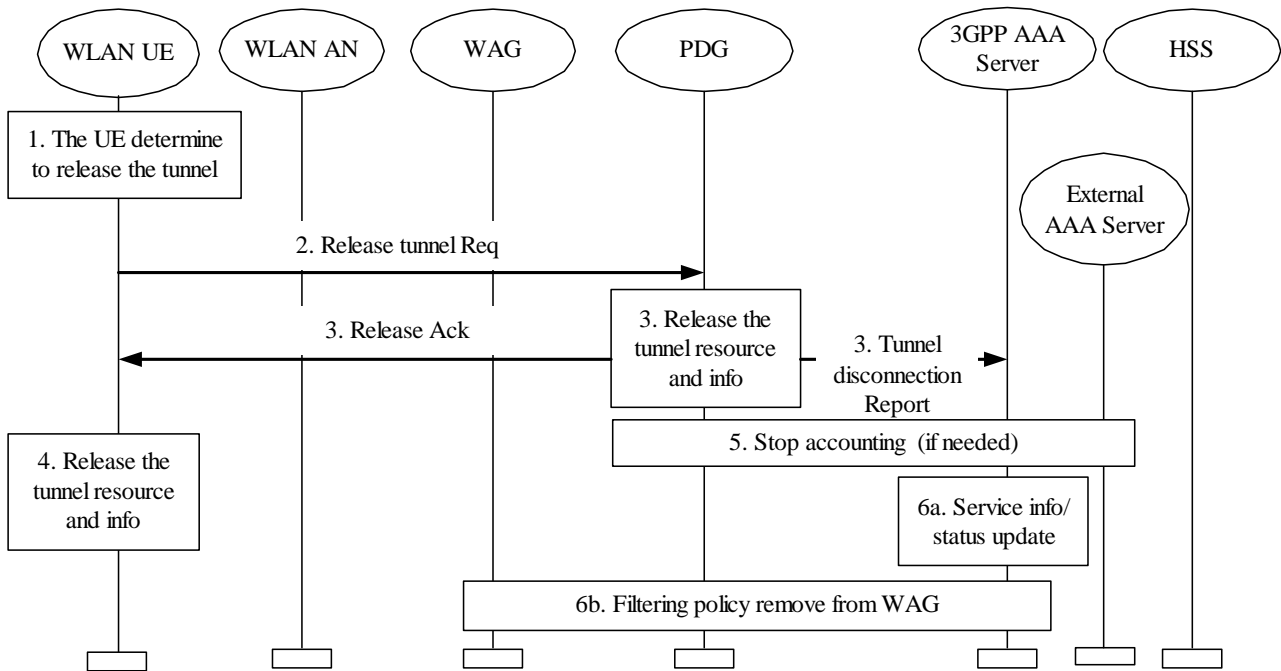 WLAN UE
WLAN AN
WAG
PDG
3GPP AAA
Server
HSS
1. The UE determine
to release the tunnel
External
AAA Server
2. Release tunnel Req
3. Release Ack
3. Release the
tunnel resource
and info
3. Tunnel
disconnection
Report
5. Stop accounting (if needed)
4. Release the
tunnel resource
and info
6a. Service info/
status update
6b. Filtering policy remove from WAG